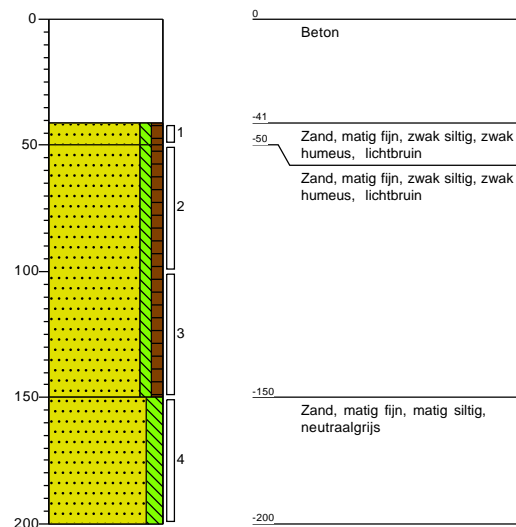 0
50
100
150
200
1
2
3
4
0
Beton
-41
Zand, matig fijn, zwak siltig, zwak
humeus, lichtbruin
-50
Zand, matig fijn, zwak siltig, zwak
humeus, lichtbruin
-150
Zand, matig fijn, matig siltig,
neutraalgrijs
-200